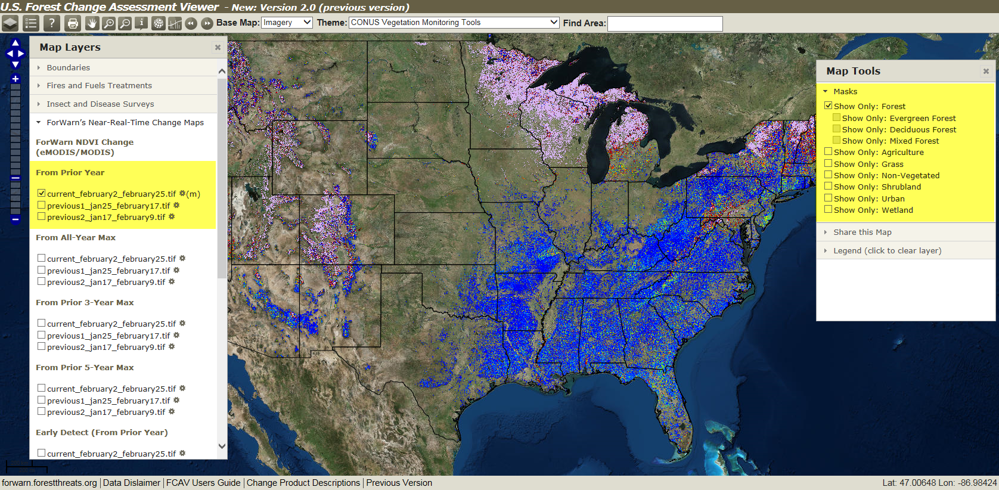 U.S. Forest Change Assessment Viewer - New: Version 2.0 (previous version)
Base Map: Imagery Theme: CONUS Vegetation Monitoring Tools Find Area:
Map Layers
Boundaries
Fires and Fuels Treatments
Insect and Disease Surveys
ForWarn's Near-Real-Time Change Maps
ForWarn NDVI Change
(eMODIS/MODIS)
From Prior Year
current_february2_february25.tif (m)
previous1_jan25_february17.tif
previous2_jan17_february9.tif
From All-Year Max
current_february2_february25.tif
previous1_jan25_february17.tif
previous2_jan17_february9.tif
From Prior 3-Year Max
current_february2_february25.tif
previous1_jan25_february17.tif
previous2_jan17_february9.tif
From Prior 5-Year Max
current_february2_february25.tif
previous1_jan25_february17.tif
previous2_jan17_february9.tif
Early Detect (From Prior Year)
current_february2_february25.tif
Map Tools
Masks
Show Only: Forest
Show Only: Evergreen Forest
Show Only: Deciduous Forest
Show Only: Mixed Forest
Show Only: Agriculture
Show Only: Grass
Show Only: Non-Vegetated
Show Only: Shrubland
Show Only: Urban
Show Only: Wetland
Share this Map
Legend (click to clear layer)
forwarn.forestthreats.org | Data Dislaimer | FCAV Users Guide | Change Product Descriptions | Previous Version
Lat: 47.00648 Lon: -86.98424